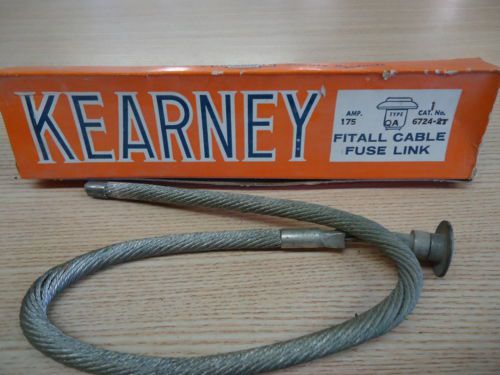 KEARNEY
AMP. TYPE CAT. No.
175 QA 6724-2T
FITALL CABLE
FUSE LINK